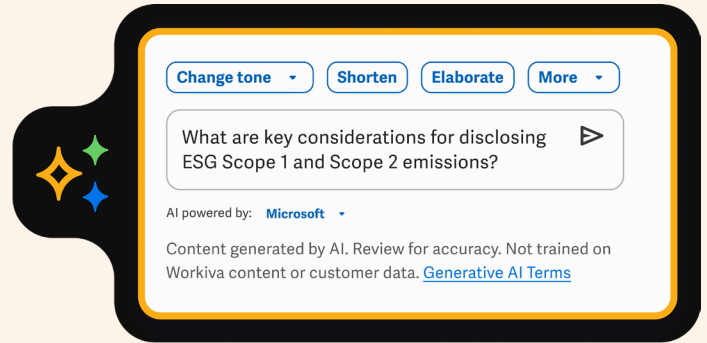 Change tone Shorten Elaborate More
What are key considerations for disclosing
ESG Scope 1 and Scope 2 emissions?
AI powered by: Microsoft
Content generated by AI. Review for accuracy. Not trained on
Workiva content or customer data. Generative AI Terms